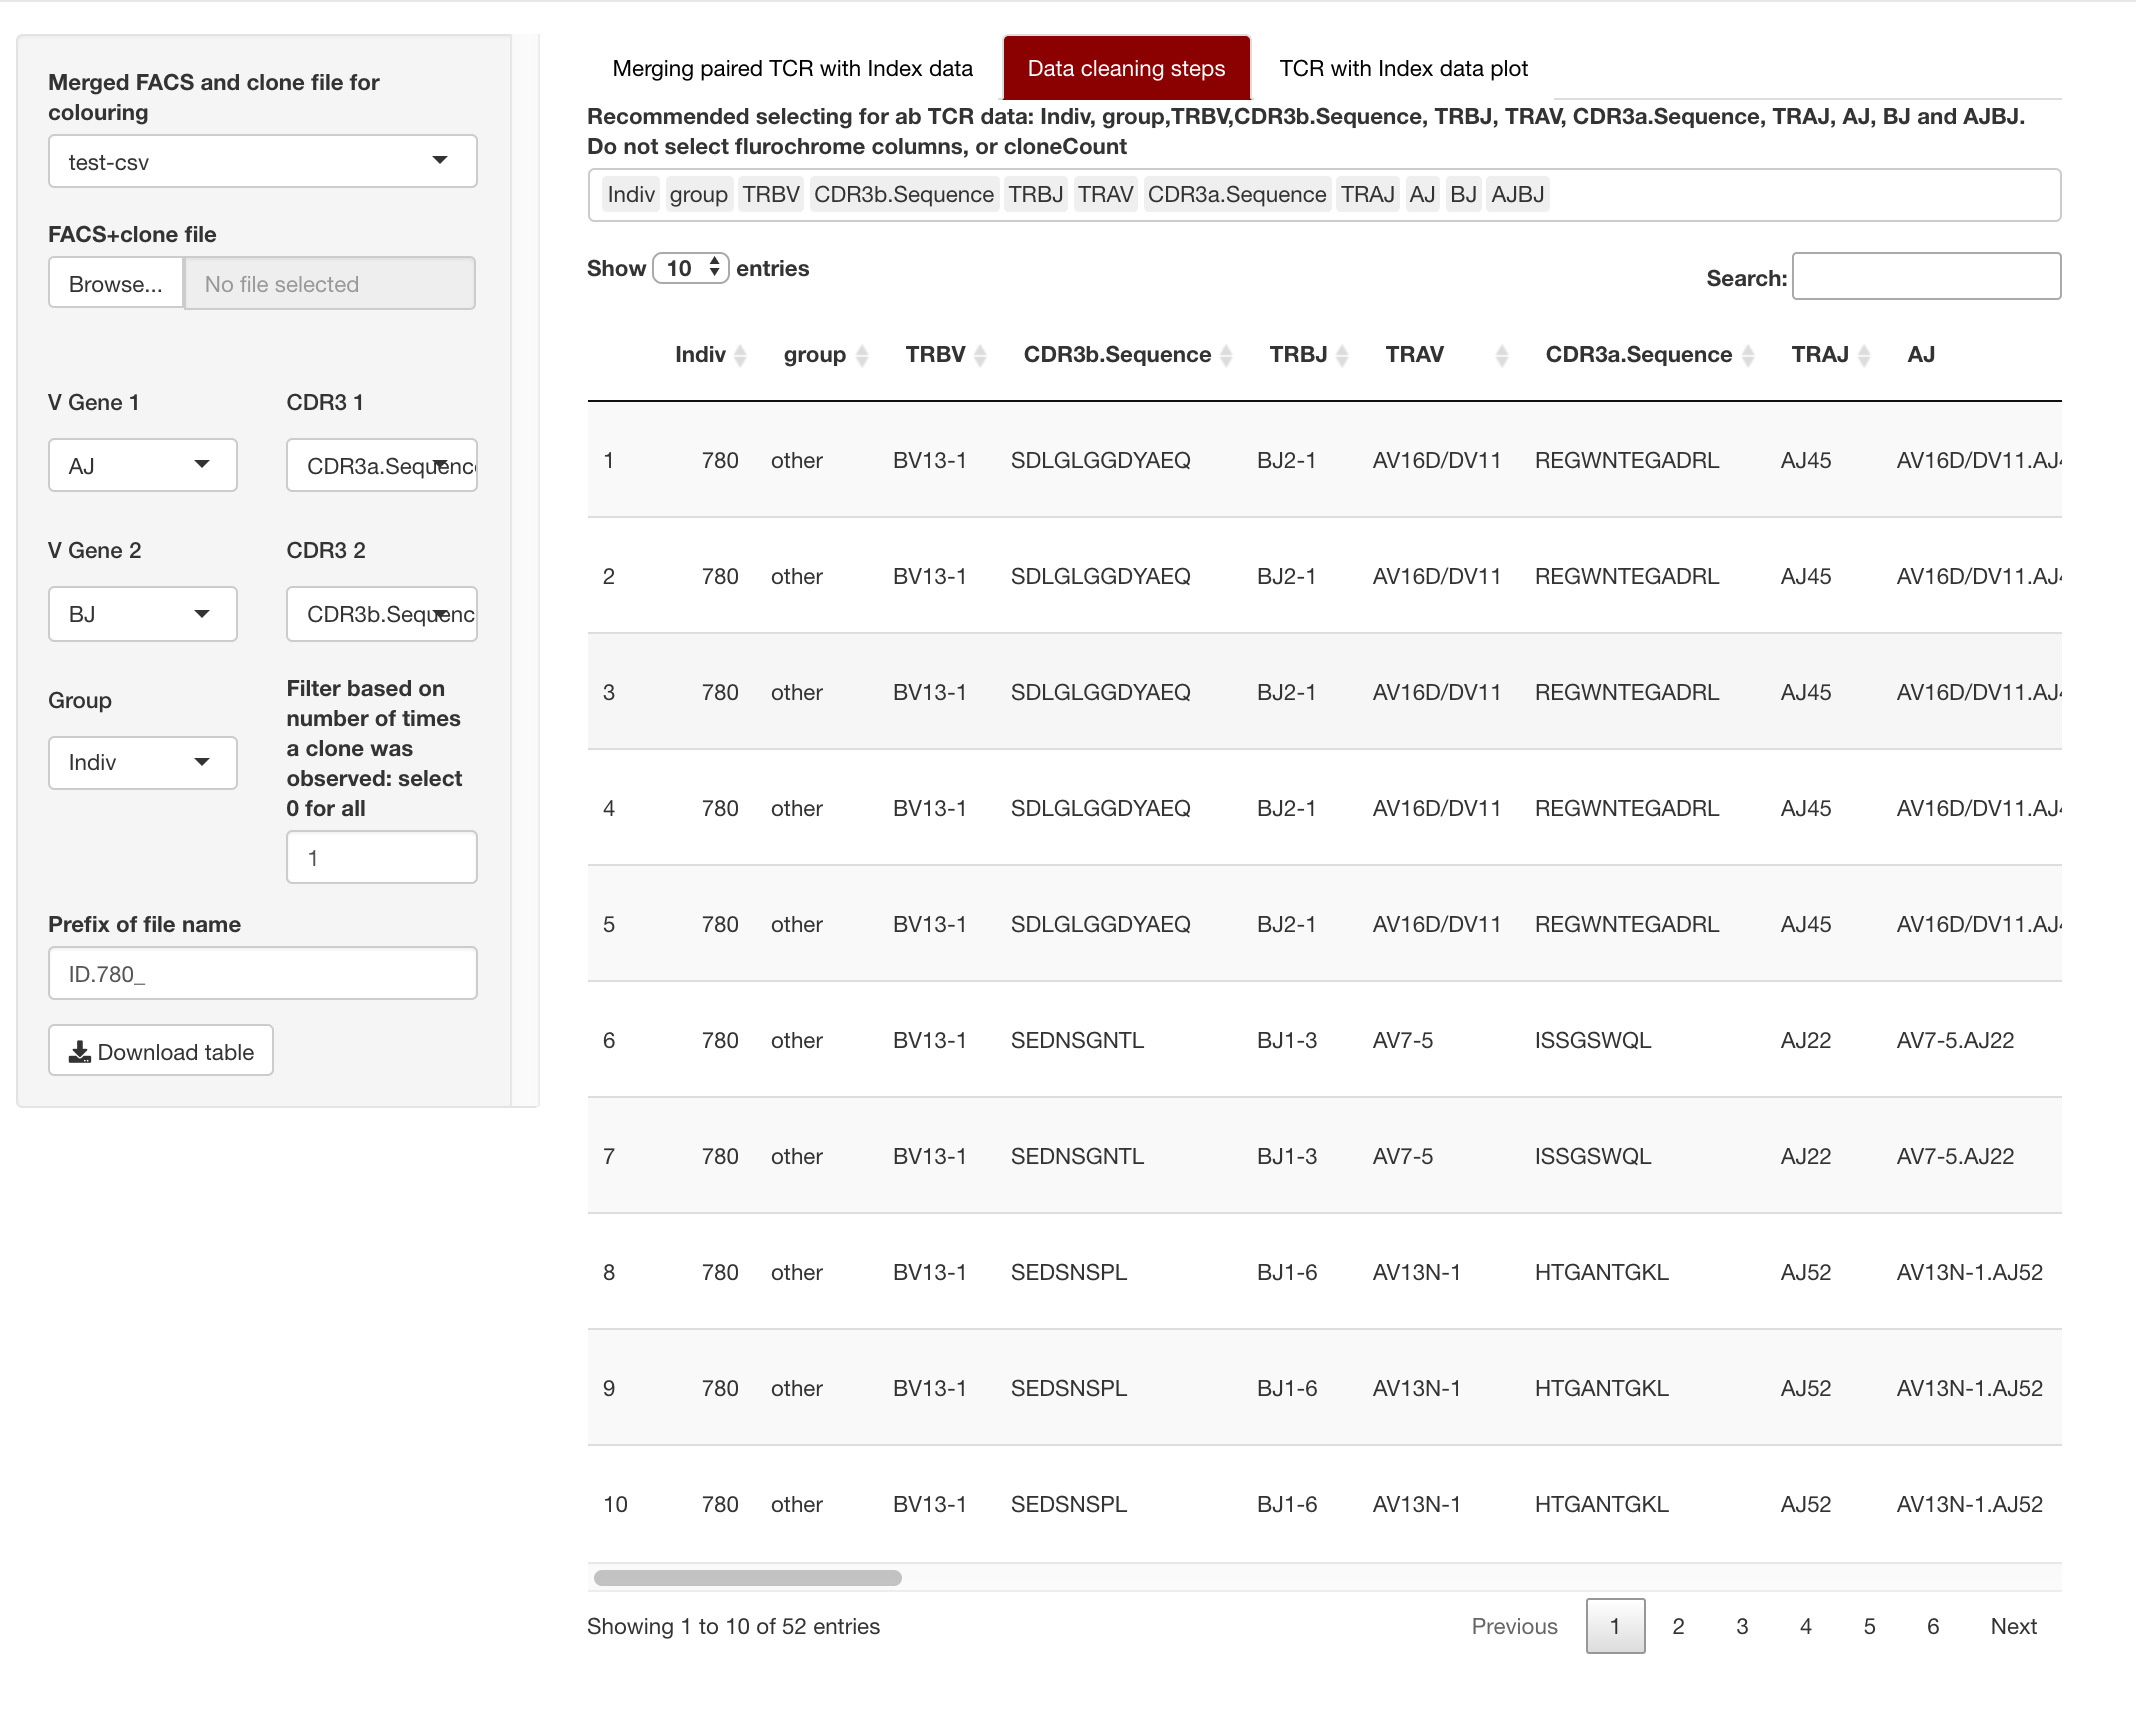 Merged FACS and clone file for
colouring
test-csv
FACS+clone file
Browse... No file selected
V Gene 1 CDR3 1
AJ CDR3a.Sequenc
V Gene 2 CDR3 2
BJ CDR3b.Sequenc
Group
Indiv
Filter based on
number of times
a clone was
observed: select
0 for all
1
Prefix of file name
ID.780_
Download table
Merging paired TCR with Index data Data cleaning steps TCR with Index data plot
Recommended selecting for ab TCR data: Indiv, group,TRBV,CDR3b.Sequence, TRBJ, TRAV, CDR3a.Sequence, TRAJ, AJ, BJ and AJBJ.
Do not select flurochrome columns, or cloneCount
Indiv group TRBV CDR3b.Sequence TRBJ TRAV CDR3a.Sequence TRAJ AJ BJ AJBJ
Show 10 entries
Search:
Indiv group TRBV CDR3b.Sequence TRBJ TRAV CDR3a.Sequence TRAJ AJ
1 780 other BV13-1 SDLGLGGDYAEQ BJ2-1 AV16D/DV11 REGWNTEGADRL AJ45 AV16D/DV11.AJ4
2 780 other BV13-1 SDLGLGGDYAEQ BJ2-1 AV16D/DV11 REGWNTEGADRL AJ45 AV16D/DV11.AJ4
3 780 other BV13-1 SDLGLGGDYAEQ BJ2-1 AV16D/DV11 REGWNTEGADRL AJ45 AV16D/DV11.AJ4
4 780 other BV13-1 SDLGLGGDYAEQ BJ2-1 AV16D/DV11 REGWNTEGADRL AJ45 AV16D/DV11.AJ4
5 780 other BV13-1 SDLGLGGDYAEQ BJ2-1 AV16D/DV11 REGWNTEGADRL AJ45 AV16D/DV11.AJ4
6 780 other BV13-1 SEDNSGNTL BJ1-3 AV7-5 ISSGSWQL AJ22 AV7-5.AJ22
7 780 other BV13-1 SEDNSGNTL BJ1-3 AV7-5 ISSGSWQL AJ22 AV7-5.AJ22
8 780 other BV13-1 SEDSNSPL BJ1-6 AV13N-1 HTGANTGKL AJ52 AV13N-1.AJ52
9 780 other BV13-1 SEDSNSPL BJ1-6 AV13N-1 HTGANTGKL AJ52 AV13N-1.AJ52
10 780 other BV13-1 SEDSNSPL BJ1-6 AV13N-1 HTGANTGKL AJ52 AV13N-1.AJ52
Showing 1 to 10 of 52 entries
Previous 1 2 3 4 5 6 Next